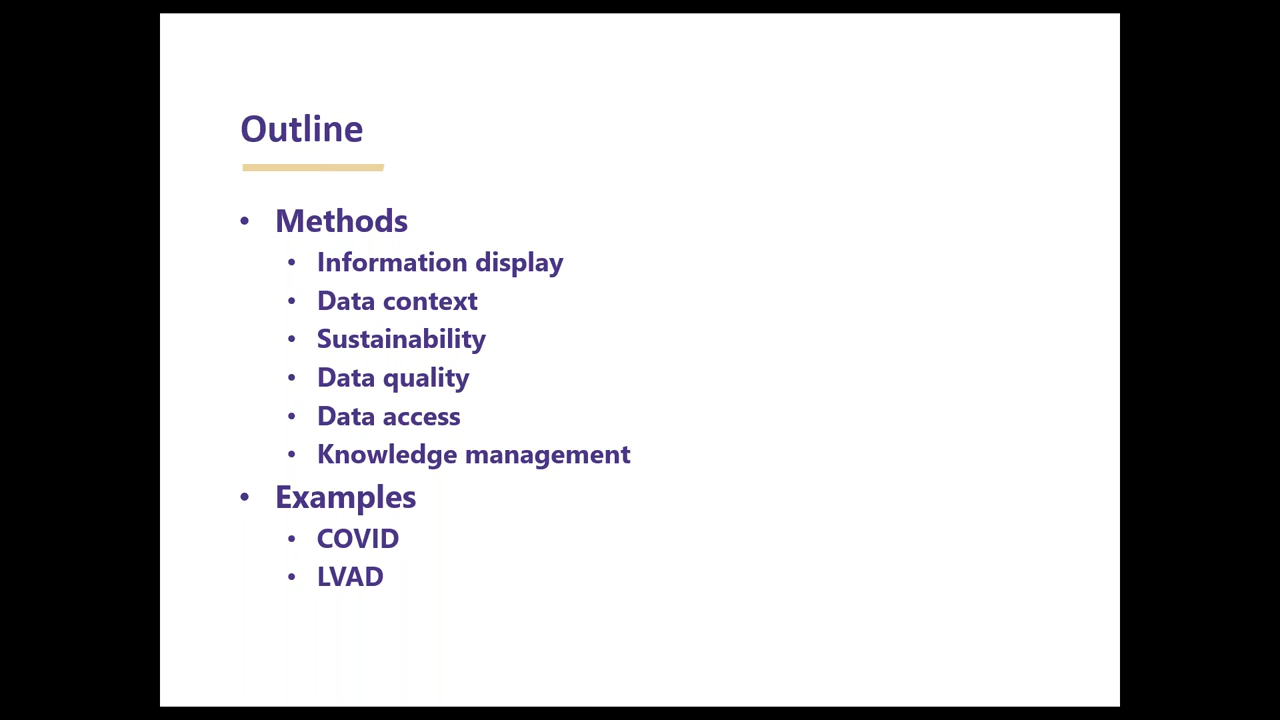 Outline
• Methods
• Information display
• Data context
• Sustainability
• Data quality
• Data access
• Knowledge management
• Examples
• COVID
• LVAD